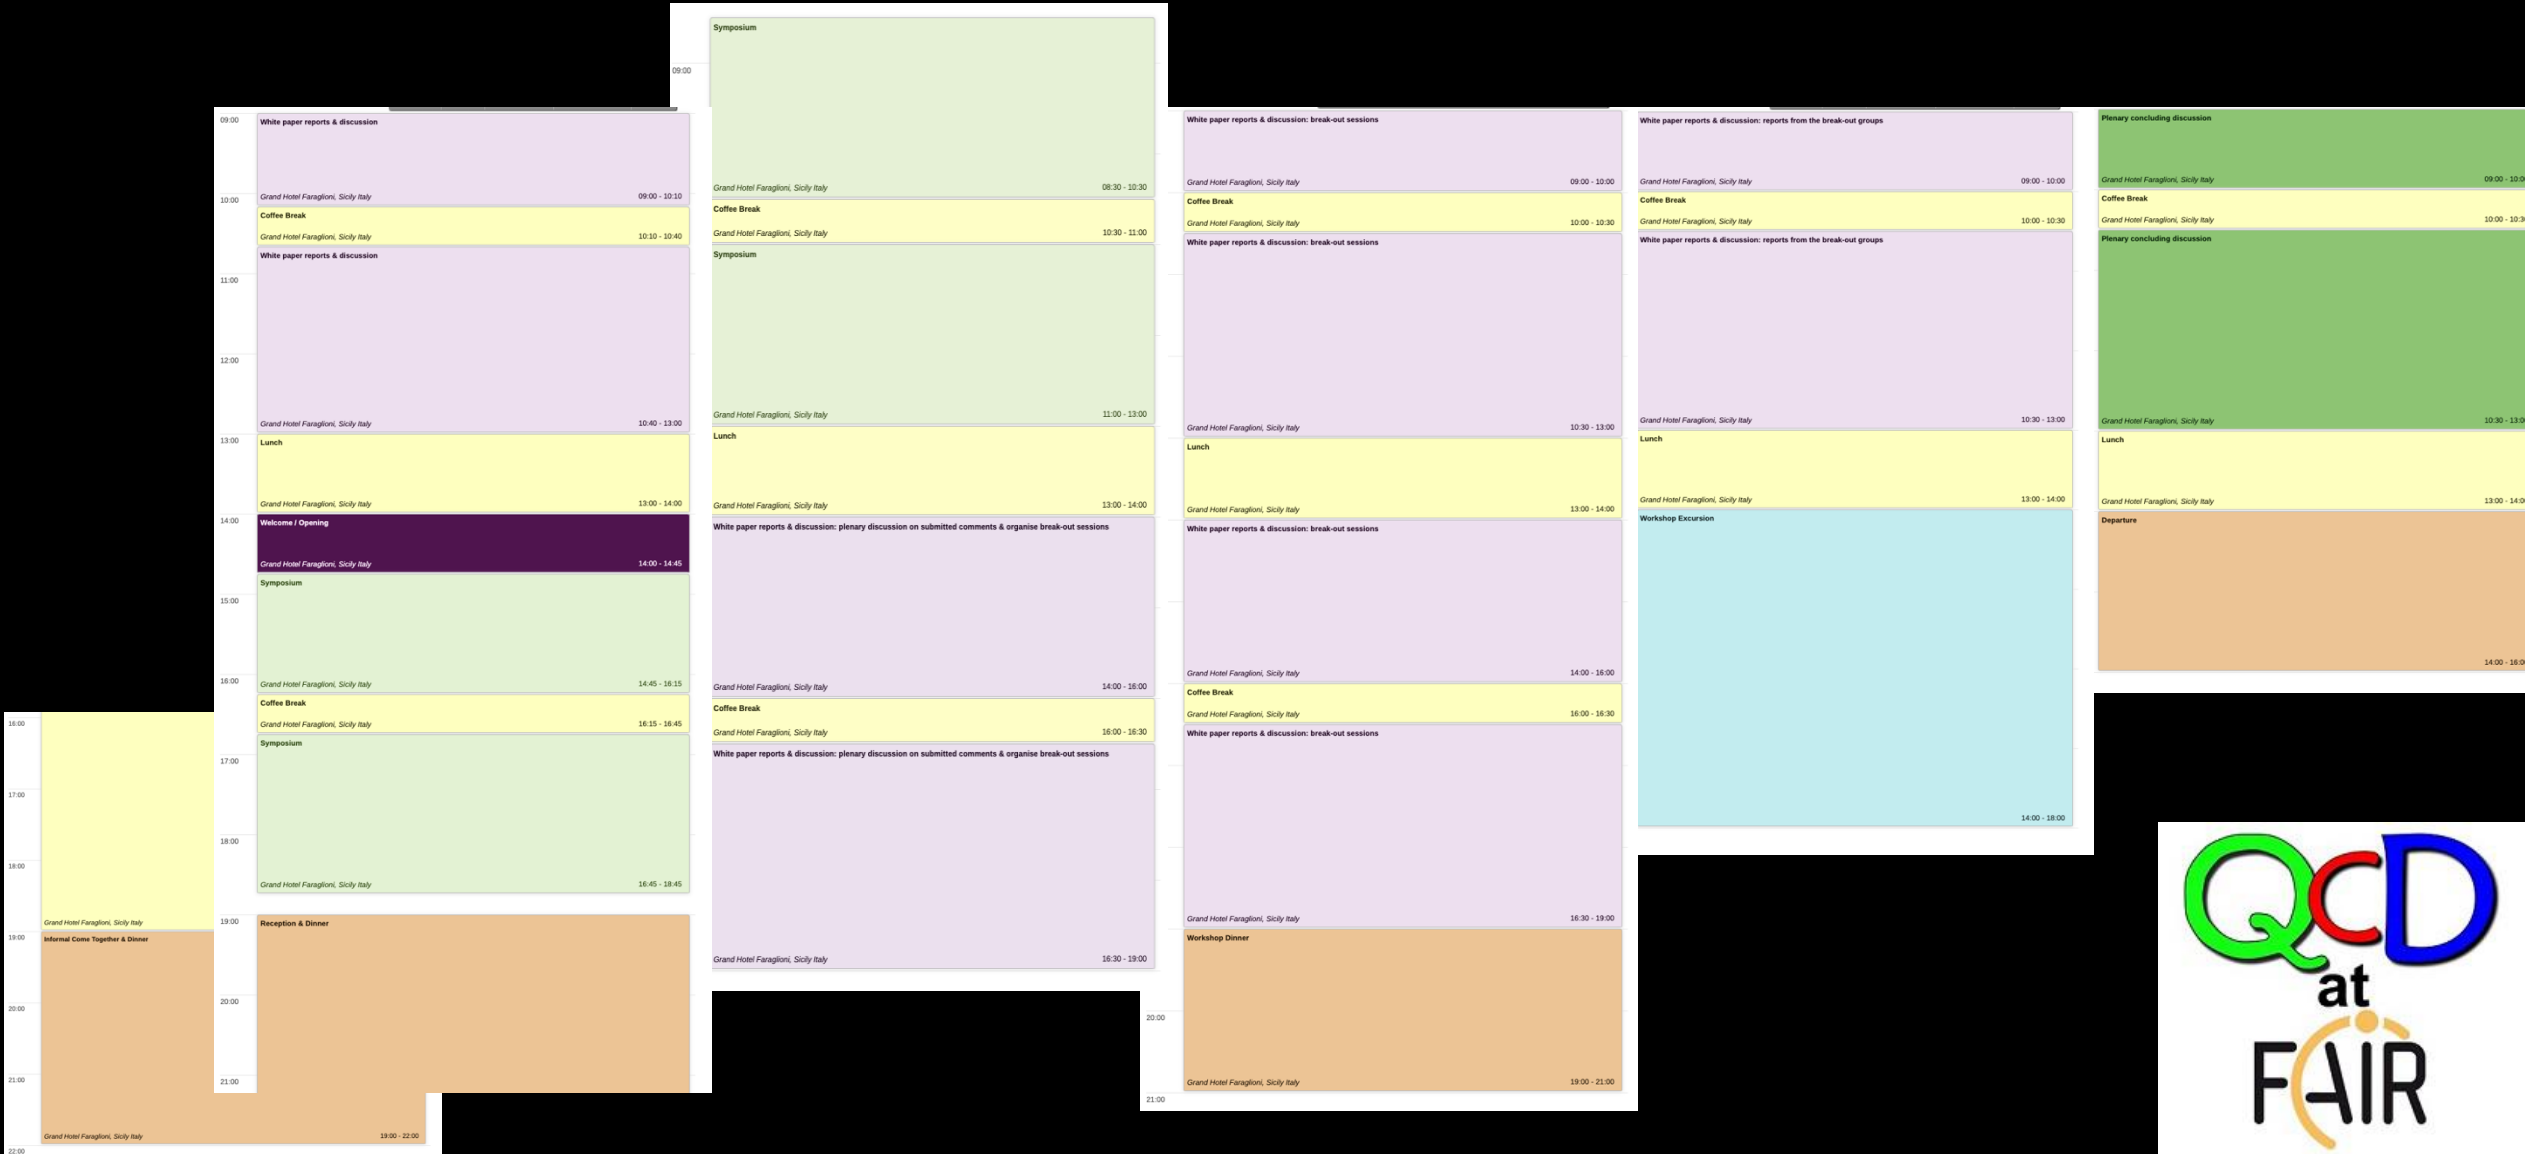 16:00
17:00
18:00
Grand Hotel Faraglioni, Sicily Italy
19:00
Informal Come Together & Dinner
20:00
21:00
Grand Hotel Faraglioni, Sicily Italy 19:00 - 22:00
22:00
09:00
White paper reports & discussion
Grand Hotel Faraglioni, Sicily Italy 09:00 - 10:10
10:00
Coffee Break
Grand Hotel Faraglioni, Sicily Italy 10:10 - 10:40
White paper reports & discussion
11:00
12:00
Grand Hotel Faraglioni, Sicily Italy 10:40 - 13:00
13:00
Lunch
Grand Hotel Faraglioni, Sicily Italy 13:00 - 14:00
14:00
Welcome / Opening
Grand Hotel Faraglioni, Sicily Italy 14:00 - 14:45
Symposium
15:00
16:00
Grand Hotel Faraglioni, Sicily Italy 14:45 - 16:15
Coffee Break
Grand Hotel Faraglioni, Sicily Italy 16:15 - 16:45
Symposium
17:00
18:00
Grand Hotel Faraglioni, Sicily Italy 16:45 - 18:45
19:00
Reception & Dinner
20:00
21:00
Symposium
09:00
Grand Hotel Faraglioni, Sicily Italy 08:30 - 10:30
Coffee Break
Grand Hotel Faraglioni, Sicily Italy 10:30 - 11:00
Symposium
Grand Hotel Faraglioni, Sicily Italy 11:00 - 13:00
Lunch
Grand Hotel Faraglioni, Sicily Italy 13:00 - 14:00
White paper reports & discussion: plenary discussion on submitted comments & organise break-out sessions
Grand Hotel Faraglioni, Sicily Italy 14:00 - 16:00
Coffee Break
Grand Hotel Faraglioni, Sicily Italy 16:00 - 16:30
White paper reports & discussion: plenary discussion on submitted comments & organise break-out sessions
Grand Hotel Faraglioni, Sicily Italy 16:30 - 19:00
White paper reports & discussion: break-out sessions
Grand Hotel Faraglioni, Sicily Italy 09:00 - 10:00
Coffee Break
Grand Hotel Faraglioni, Sicily Italy 10:00 - 10:30
White paper reports & discussion: break-out sessions
Grand Hotel Faraglioni, Sicily Italy 10:30 - 13:00
Lunch
Grand Hotel Faraglioni, Sicily Italy 13:00 - 14:00
White paper reports & discussion: break-out sessions
Grand Hotel Faraglioni, Sicily Italy 14:00 - 16:00
Coffee Break
Grand Hotel Faraglioni, Sicily Italy 16:00 - 16:30
White paper reports & discussion: break-out sessions
Grand Hotel Faraglioni, Sicily Italy 16:30 - 19:00
Workshop Dinner
20:00
Grand Hotel Faraglioni, Sicily Italy 19:00 - 21:00
21:00
White paper reports & discussion: reports from the break-out groups
Grand Hotel Faraglioni, Sicily Italy 09:00 - 10:00
Coffee Break
Grand Hotel Faraglioni, Sicily Italy 10:00 - 10:30
White paper reports & discussion: reports from the break-out groups
Grand Hotel Faraglioni, Sicily Italy 10:30 - 13:00
Lunch
Grand Hotel Faraglioni, Sicily Italy 13:00 - 14:00
Workshop Excursion
14:00 - 18:00
Plenary concluding discussion
Grand Hotel Faraglioni, Sicily Italy 09:00 - 10:00
Coffee Break
Grand Hotel Faraglioni, Sicily Italy 10:00 - 10:30
Plenary concluding discussion
Grand Hotel Faraglioni, Sicily Italy 10:30 - 13:00
Lunch
Grand Hotel Faraglioni, Sicily Italy 13:00 - 14:00
Departure
14:00 - 16:00
QCD
at
FAIR